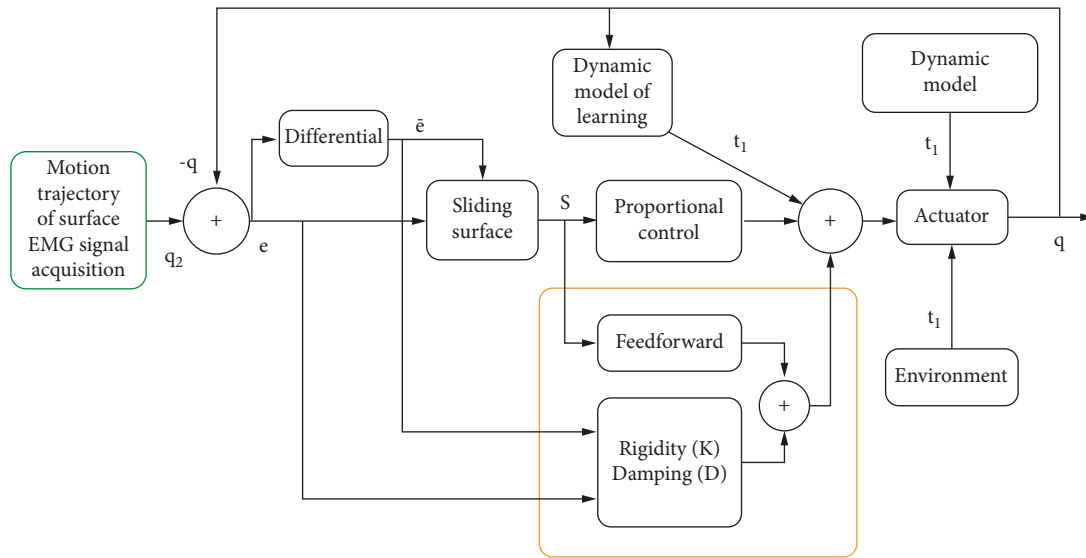 Dynamic
model of
learning
Dynamic
model
Differential
ē
t1
t1
-q
Motion
trajectory
of surface
EMG signal
acquisition
+
q2
e
Sliding
surface
S
Proportional
control
+
Actuator
q
t1
Feedforward
Environment
+
Rigidity (K)
Damping (D)